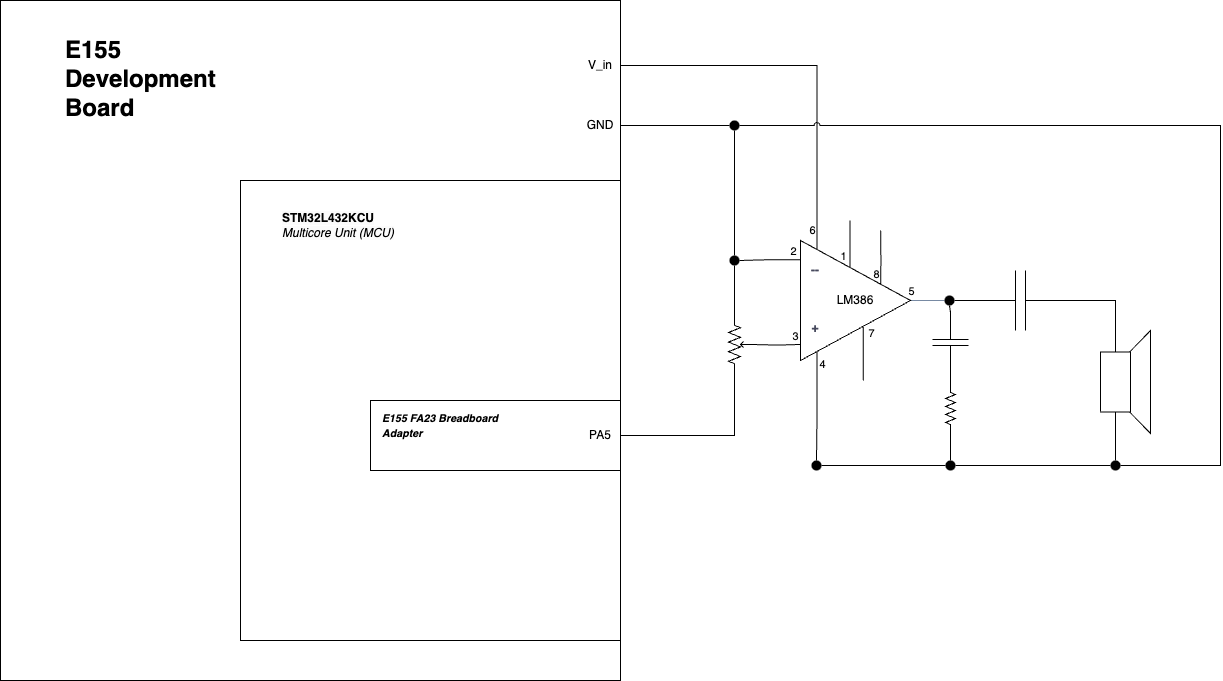 E155
Development
Board
V_in
GND
STM32L432KCU
Multicore Unit (MCU)
6
2
1
8
--
5
LM386
+
3
7
4
E155 FA23 Breadboard
Adapter
PA5